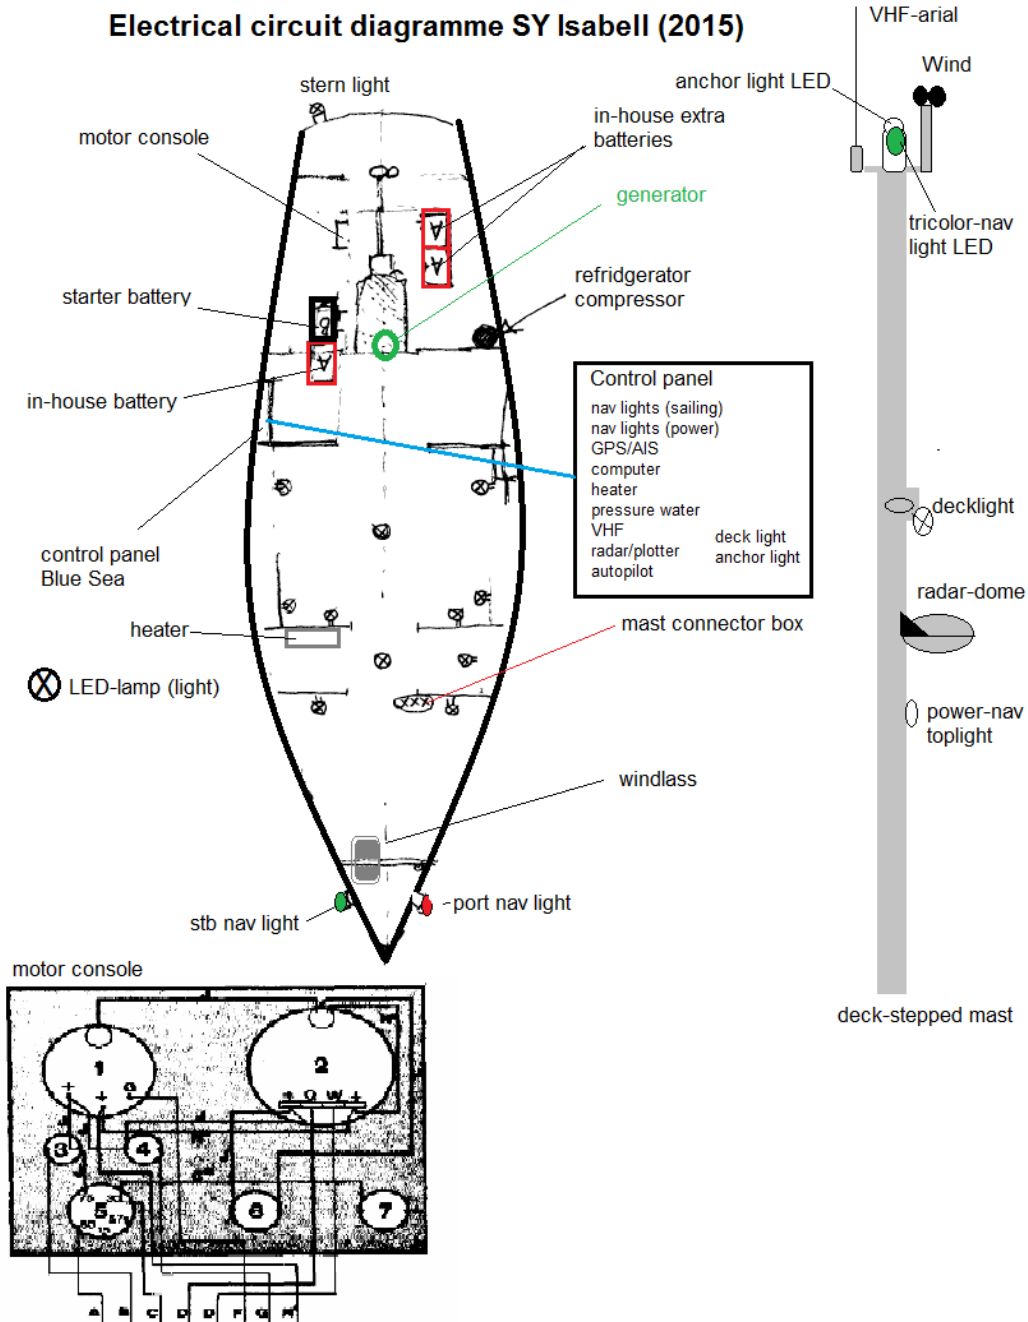 Electrical circuit diagramme SY Isabell (2015)
VHF-arial
Wind
anchor light LED
stern light
in-house extra
batteries
motor console
generator
tricolor-nav
light LED
refridgerator
compressor
starter battery
A
A
A
in-house battery
Control panel
nav lights (sailing)
nav lights (power)
GPS/AIS
computer
heater
pressure water
VHF
deck light
radar/plotter
anchor light
autopilot
decklight
control panel
Blue Sea
radar-dome
heater
mast connector box
LED-lamp (light)
XXX
power-nav
toplight
windlass
stb nav light
port nav light
motor console
deck-stepped mast
1
2
+ W +
3
4
5
6
7
A B C D D F G H